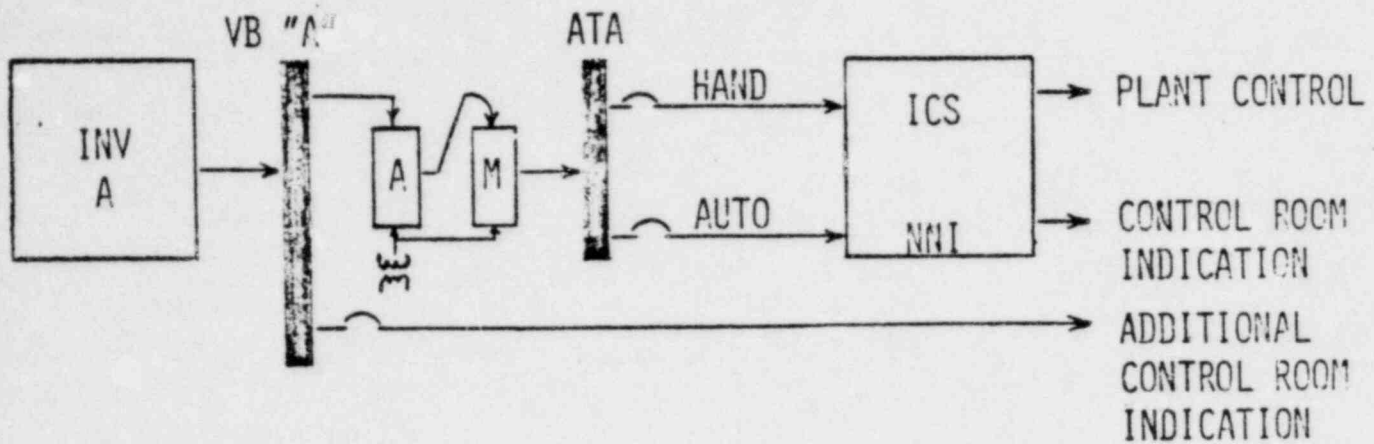 VB "A"
ATA
INV
A
A
M
HAND
AUTO
ICS
NNI
PLANT CONTROL
CONTROL ROOM
INDICATION
ADDITIONAL
CONTROL ROOM
INDICATION